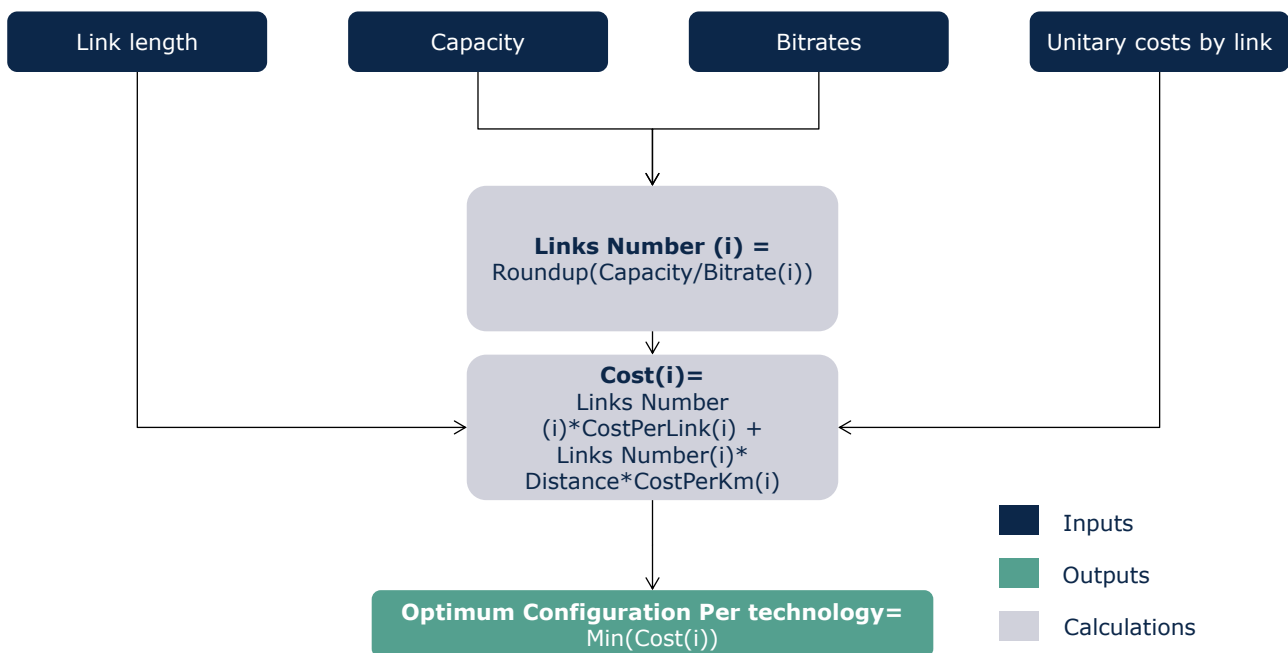 Link length
Capacity
Bitrates
Unitary costs by link
Links Number (i) =
Roundup(Capacity/Bitrate(i))
Cost(i)=
Links Number
(i)*CostPerLink(i) +
Links Number(i)*
Distance*CostPerKm(i)
Optimum Configuration Per technology=
Min(Cost(i))
Inputs
Outputs
Calculations